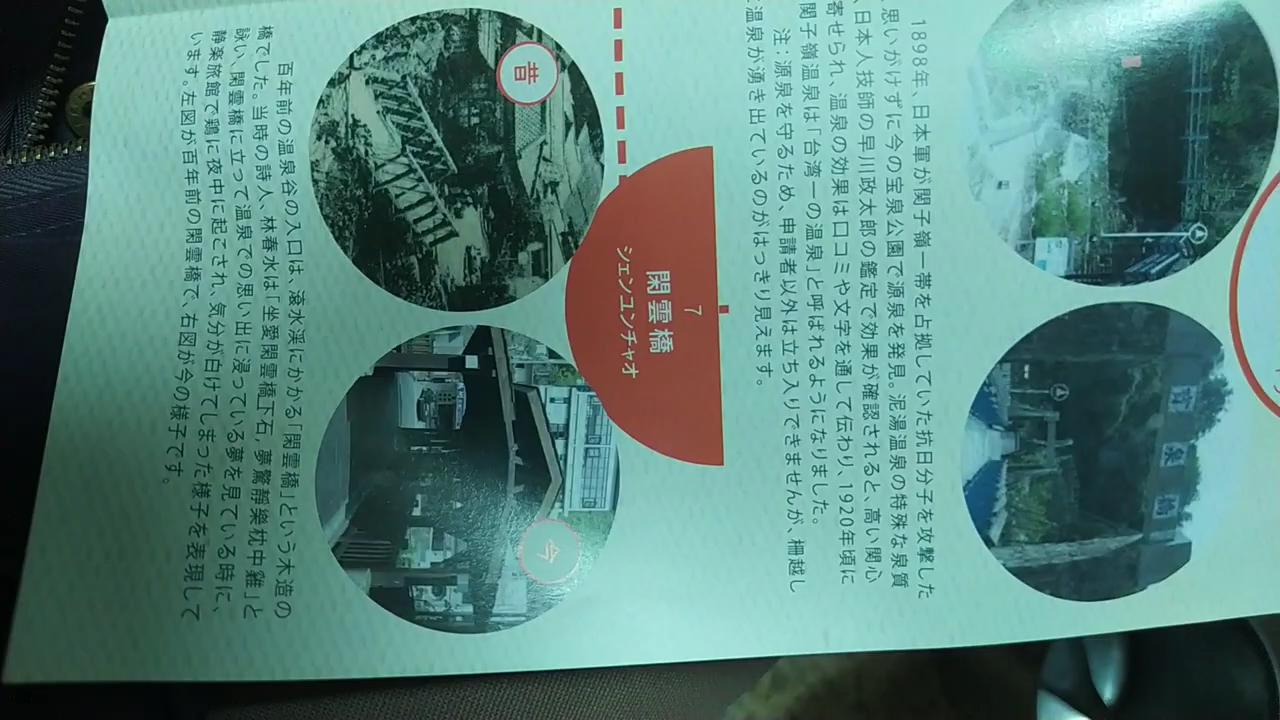 1898年、日本軍が関子嶺一帯を占拠していた抗日分子を攻撃した
思いがけずに今の宝泉公園で源泉を発見。泥湯温泉の特殊な泉質
、日本人技師の早川政太郎の鑑定で効果が確認されると、高い関心
寄せられ、温泉の効果は口コミや文字を通して伝わり、1920年頃に
関子嶺温泉は「台湾一の温泉」と呼ばれるようになりました。
注：源泉を守るため、申請者以外は立ち入りできませんが、柵越し
温泉が湧き出ているのがはっきり見えます。
7
閑雲橋
シェンユンチャオ
昔
今
百年前の温泉谷の入口は、滚水渓にかかる「閑雲橋」という木造の
橋でした。当時の詩人、林春水は「坐愛閑雲橋下石，夢驚靜樂枕中雞」と
詠い、閑雲橋に立って温泉での思い出に浸っている夢を見ている時に、
静楽旅館で鶏に夜中に起こされ、気分が白けてしまった様子を表現して
います。左図が百年前の閑雲橋で、右図が今の様子です。